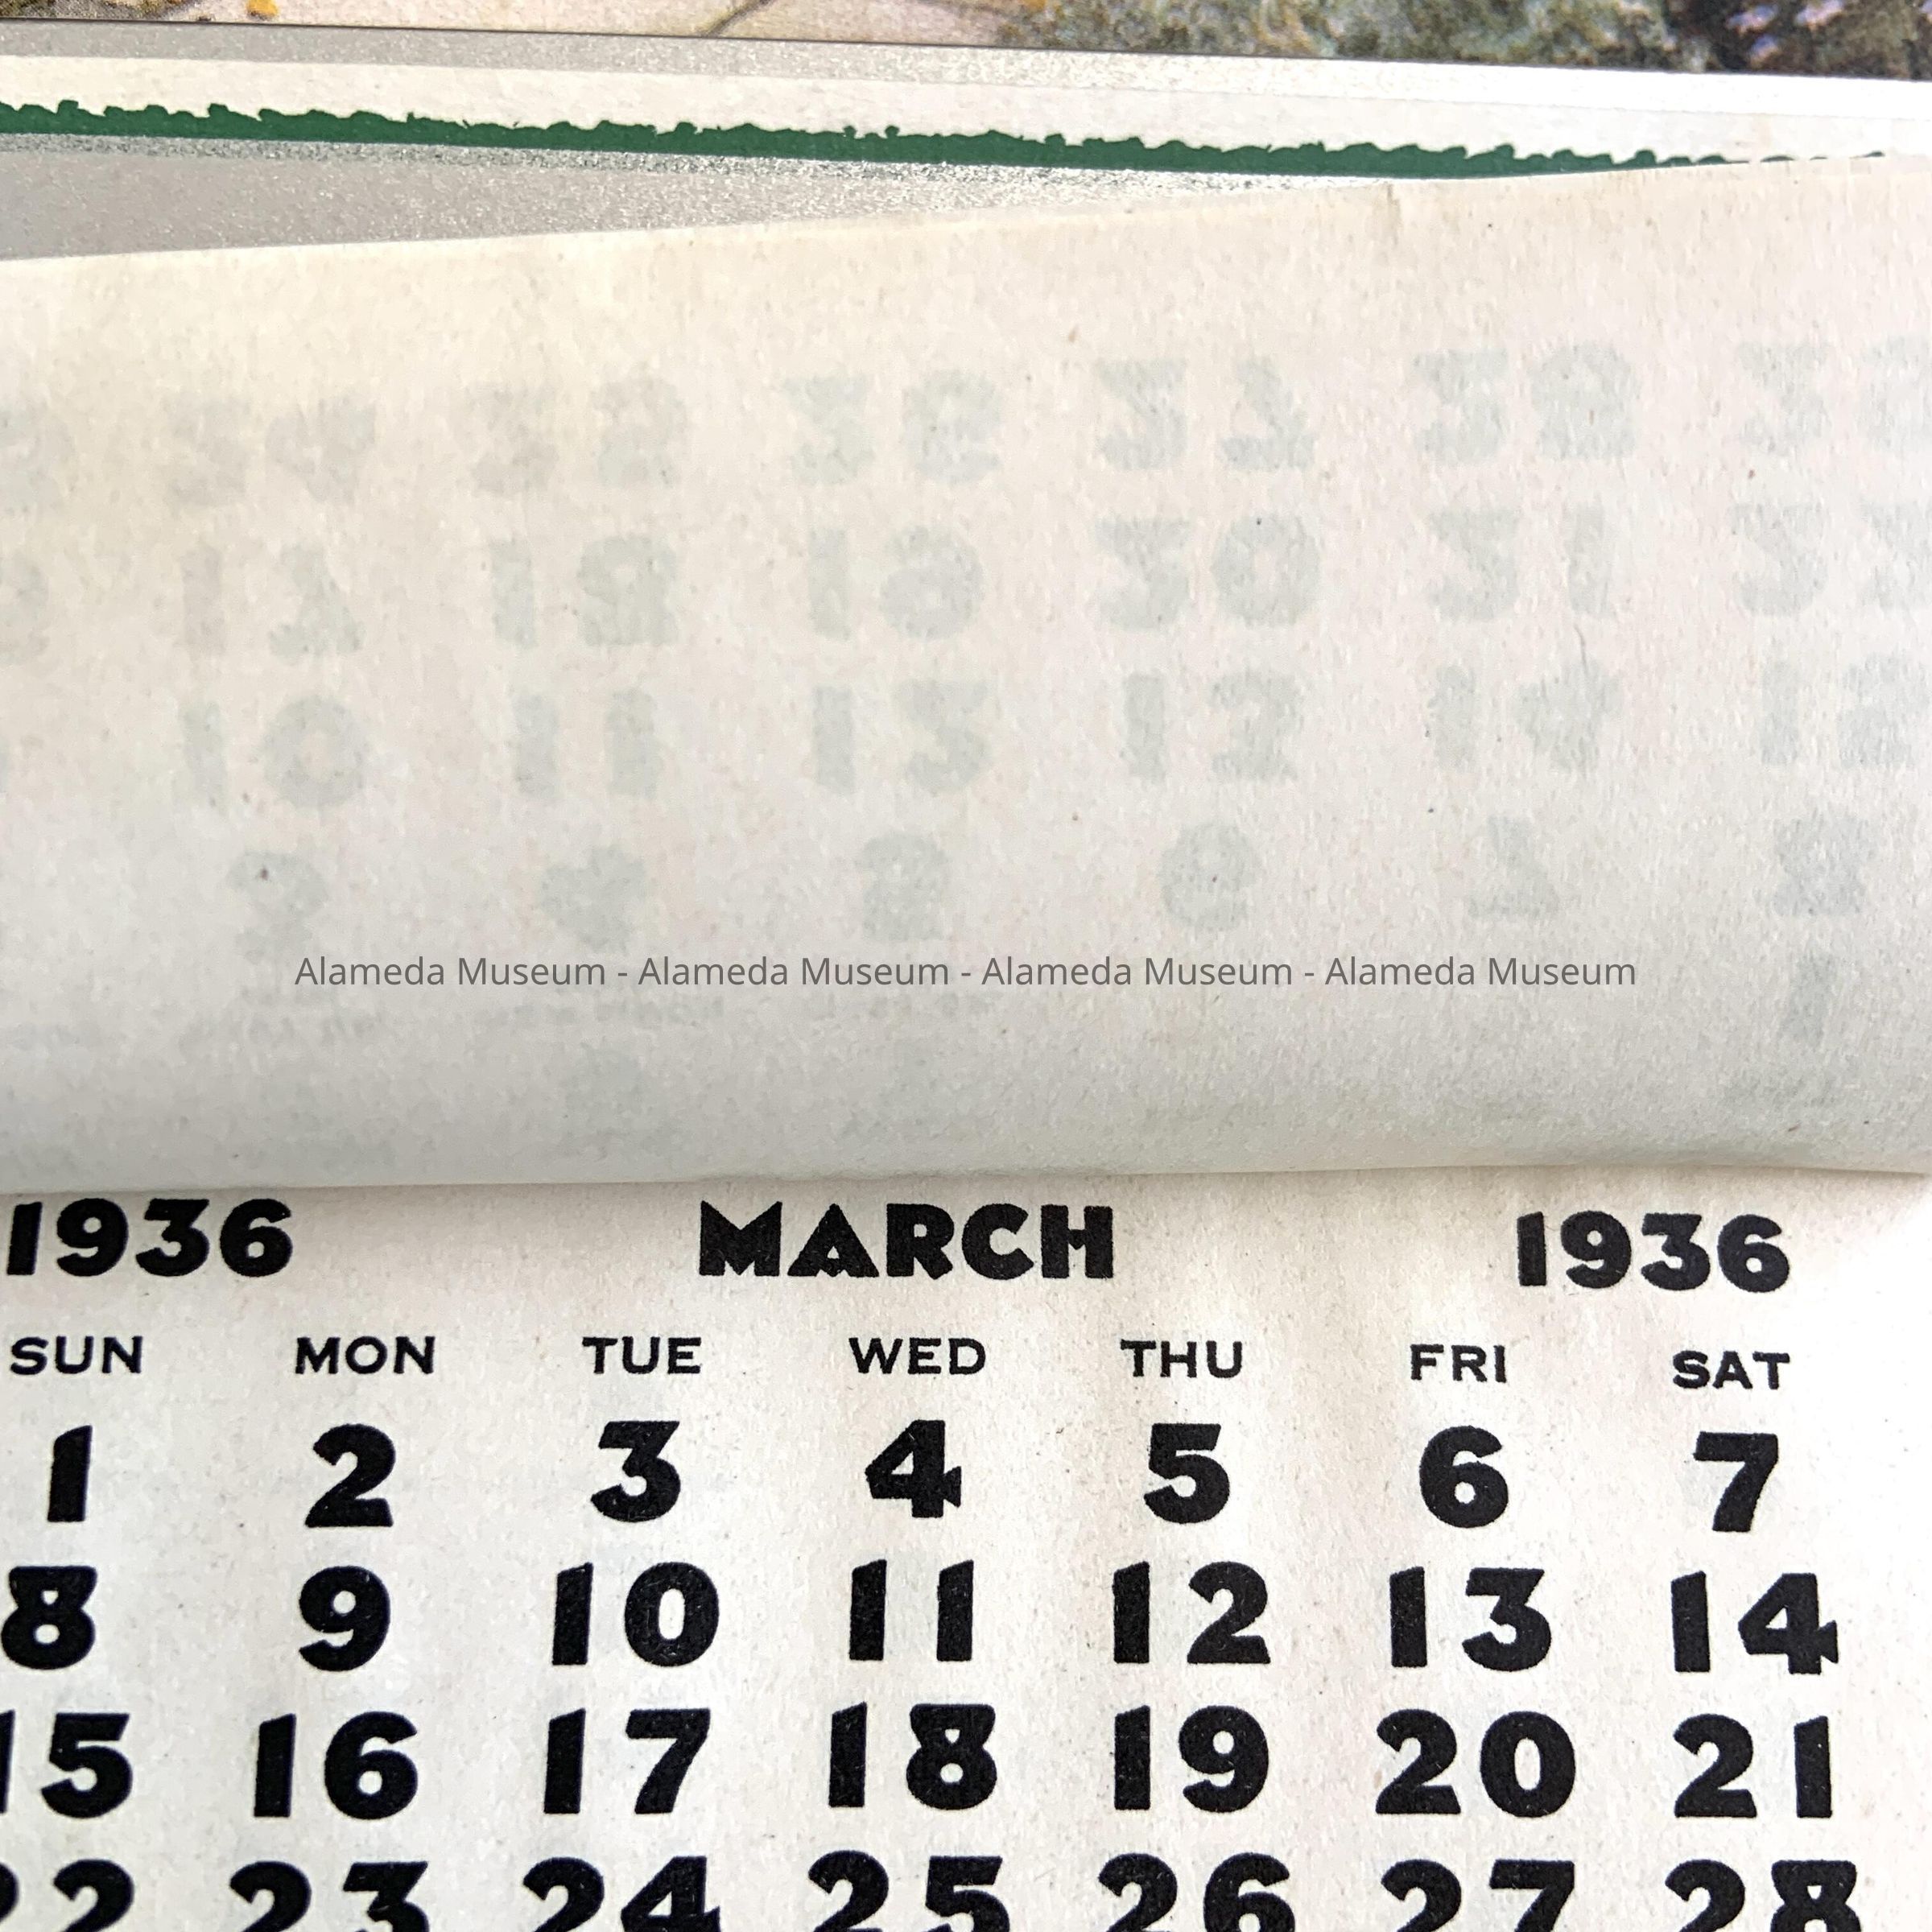 Alameda Museum - Alameda Museum - Alameda Museum - Alameda Museum
1936 MARCH 1936
SUN MON TUE WED THU FRI SAT
1 2 3 4 5 6 7
8 9 10 11 12 13 14
15 16 17 18 19 20 21
22 23 24 25 26 27 28